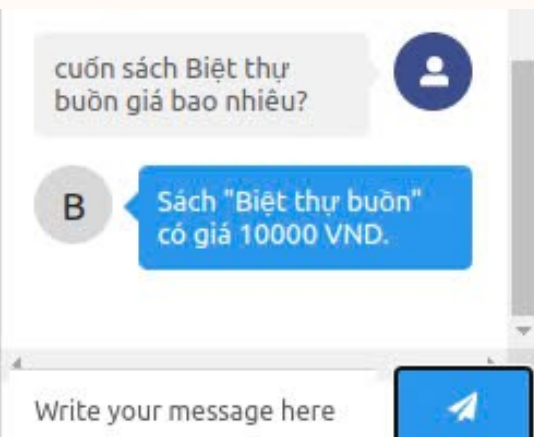 cuốn sách Biệt thự
buồn giá bao nhiêu?
B
Sách "Biệt thự buồn"
có giá 10000 VND.
Write your message here